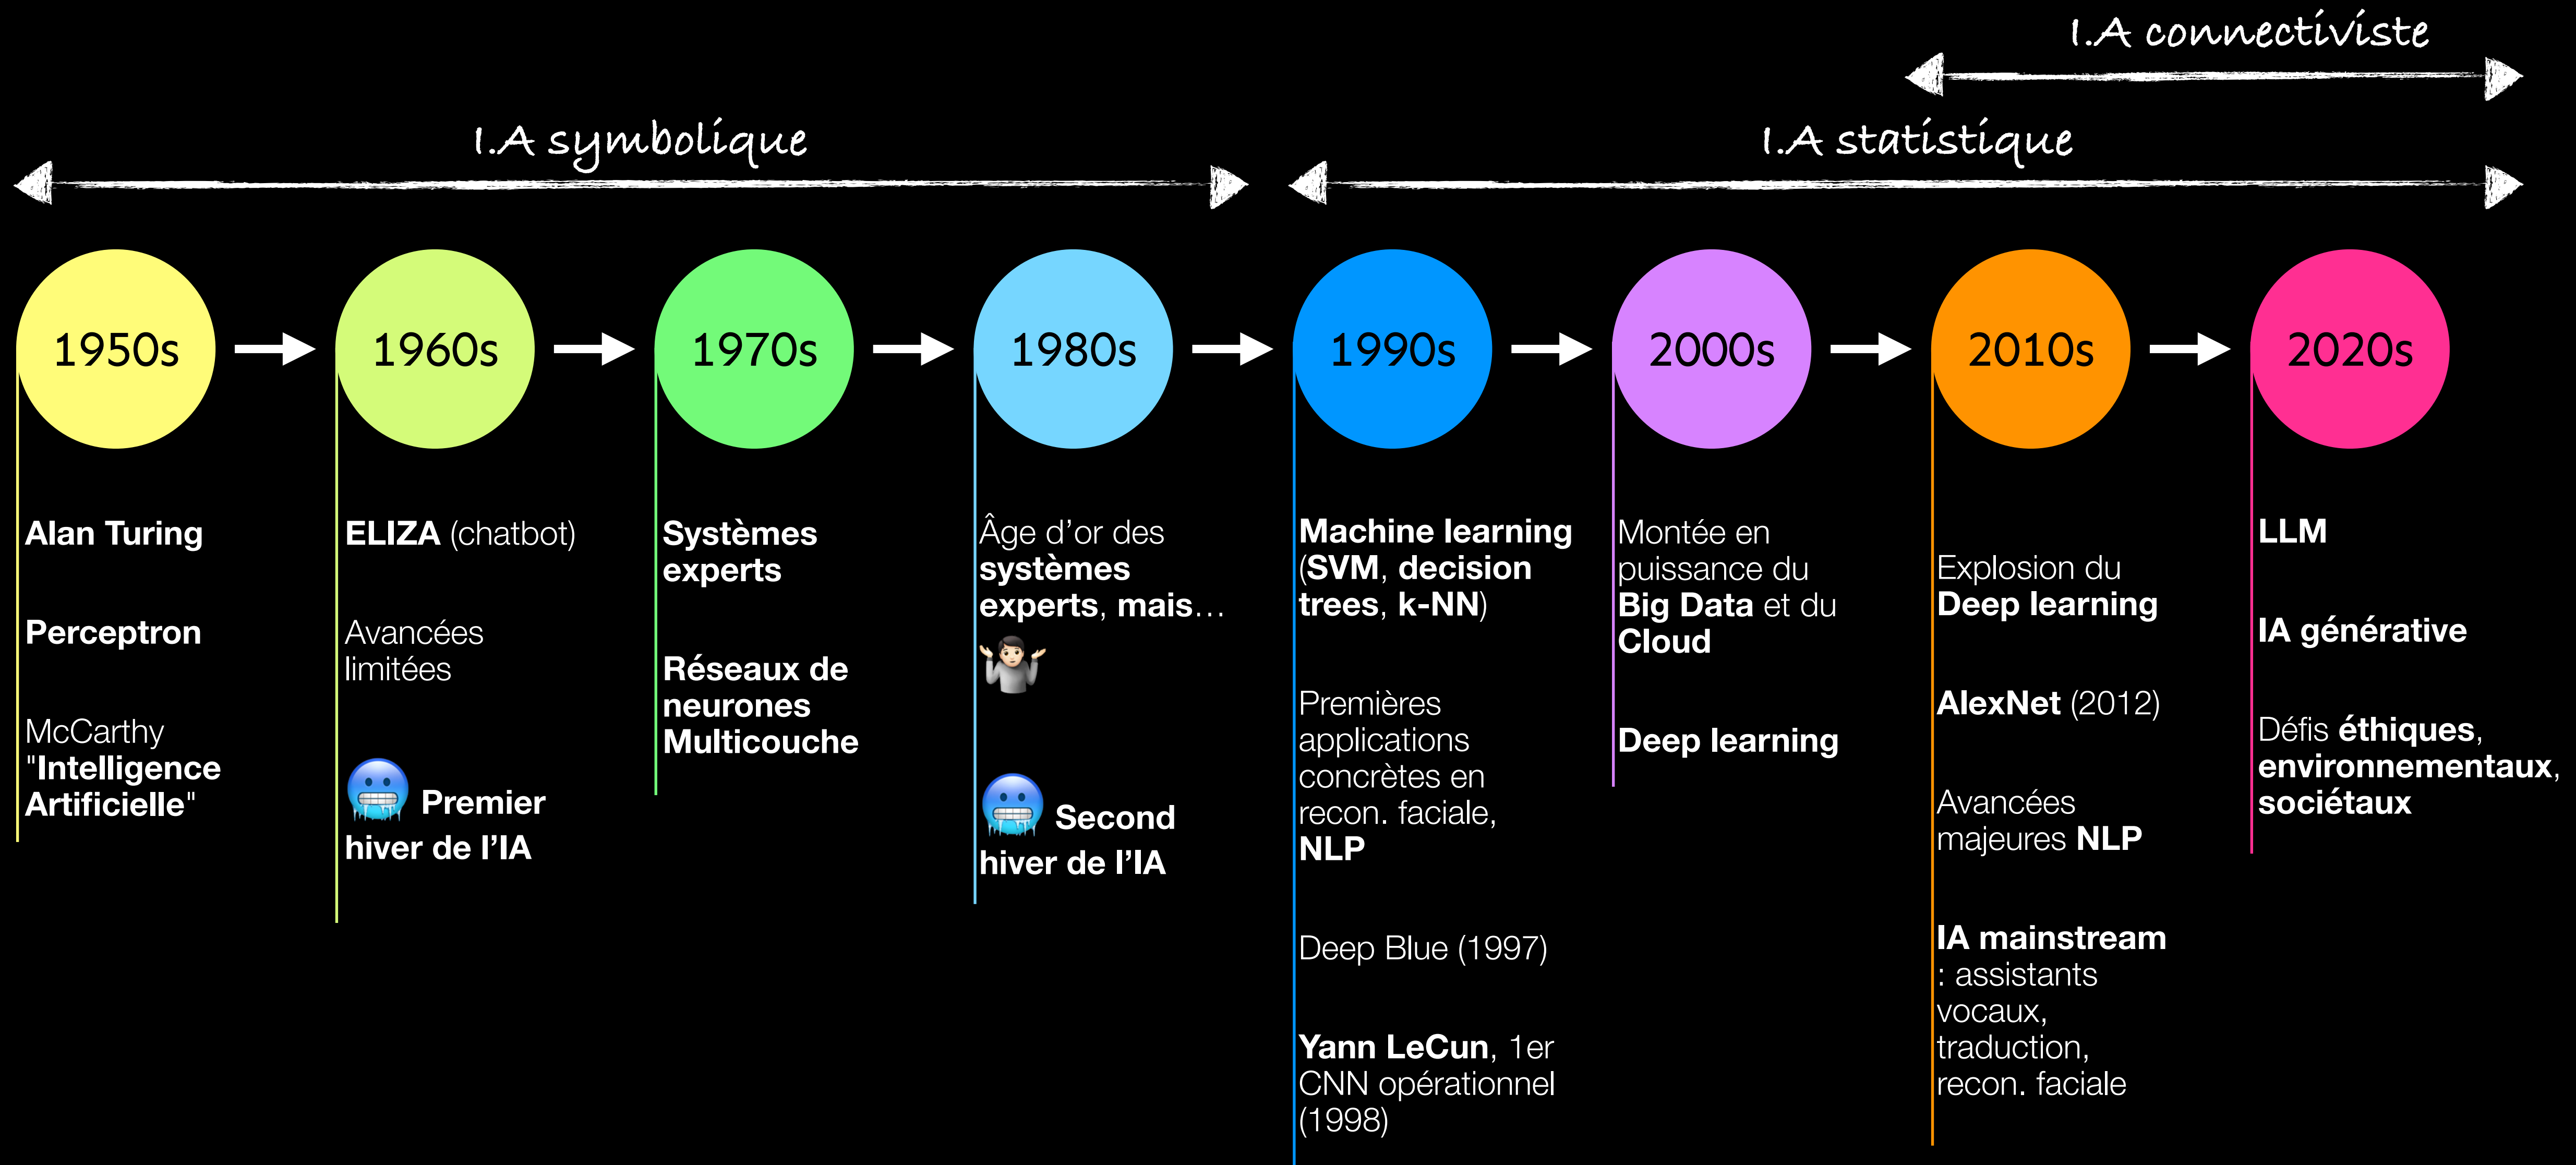 I.A connectiviste
I.A symbolique
I.A statistique
1950s
1960s
1970s
1980s
1990s
2000s
2010s
2020s
Alan Turing
Perceptron
McCarthy
"Intelligence
Artificielle"
ELIZA (chatbot)
Avancées
limitées
Premier
hiver de l’IA
Systèmes
experts
Réseaux de
neurones
Multicouche
Âge d’or des
systèmes
experts, mais…
Second
hiver de l’IA
Machine learning
(SVM, decision
trees, k-NN)
Premières
applications
concrètes en
recon. faciale,
NLP
Deep Blue (1997)
Yann LeCun, 1er
CNN opérationnel
(1998)
Montée en
puissance du
Big Data et du
Cloud
Deep learning
Explosion du
Deep learning
AlexNet (2012)
Avancées
majeures NLP
IA mainstream
: assistants
vocaux,
traduction,
recon. faciale
LLM
IA générative
Défis éthiques,
environnementaux,
sociétaux